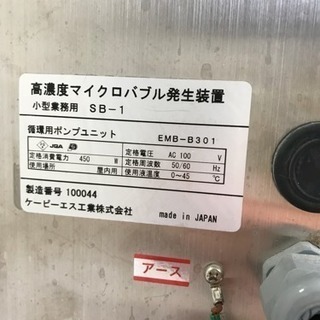 高濃度マイクロバブル発生装置
小型業務用 SB-1
循環用ポンプユニット EMB-B301
JQA
定格消費電力 450 W 定格電圧 AC 100 V
定格周波数 50/60 Hz
使用場所 屋内用 使用液温度 0~45 ℃
製造番号 100044
ケーピーエス工業株式会社 made in JAPAN
アース